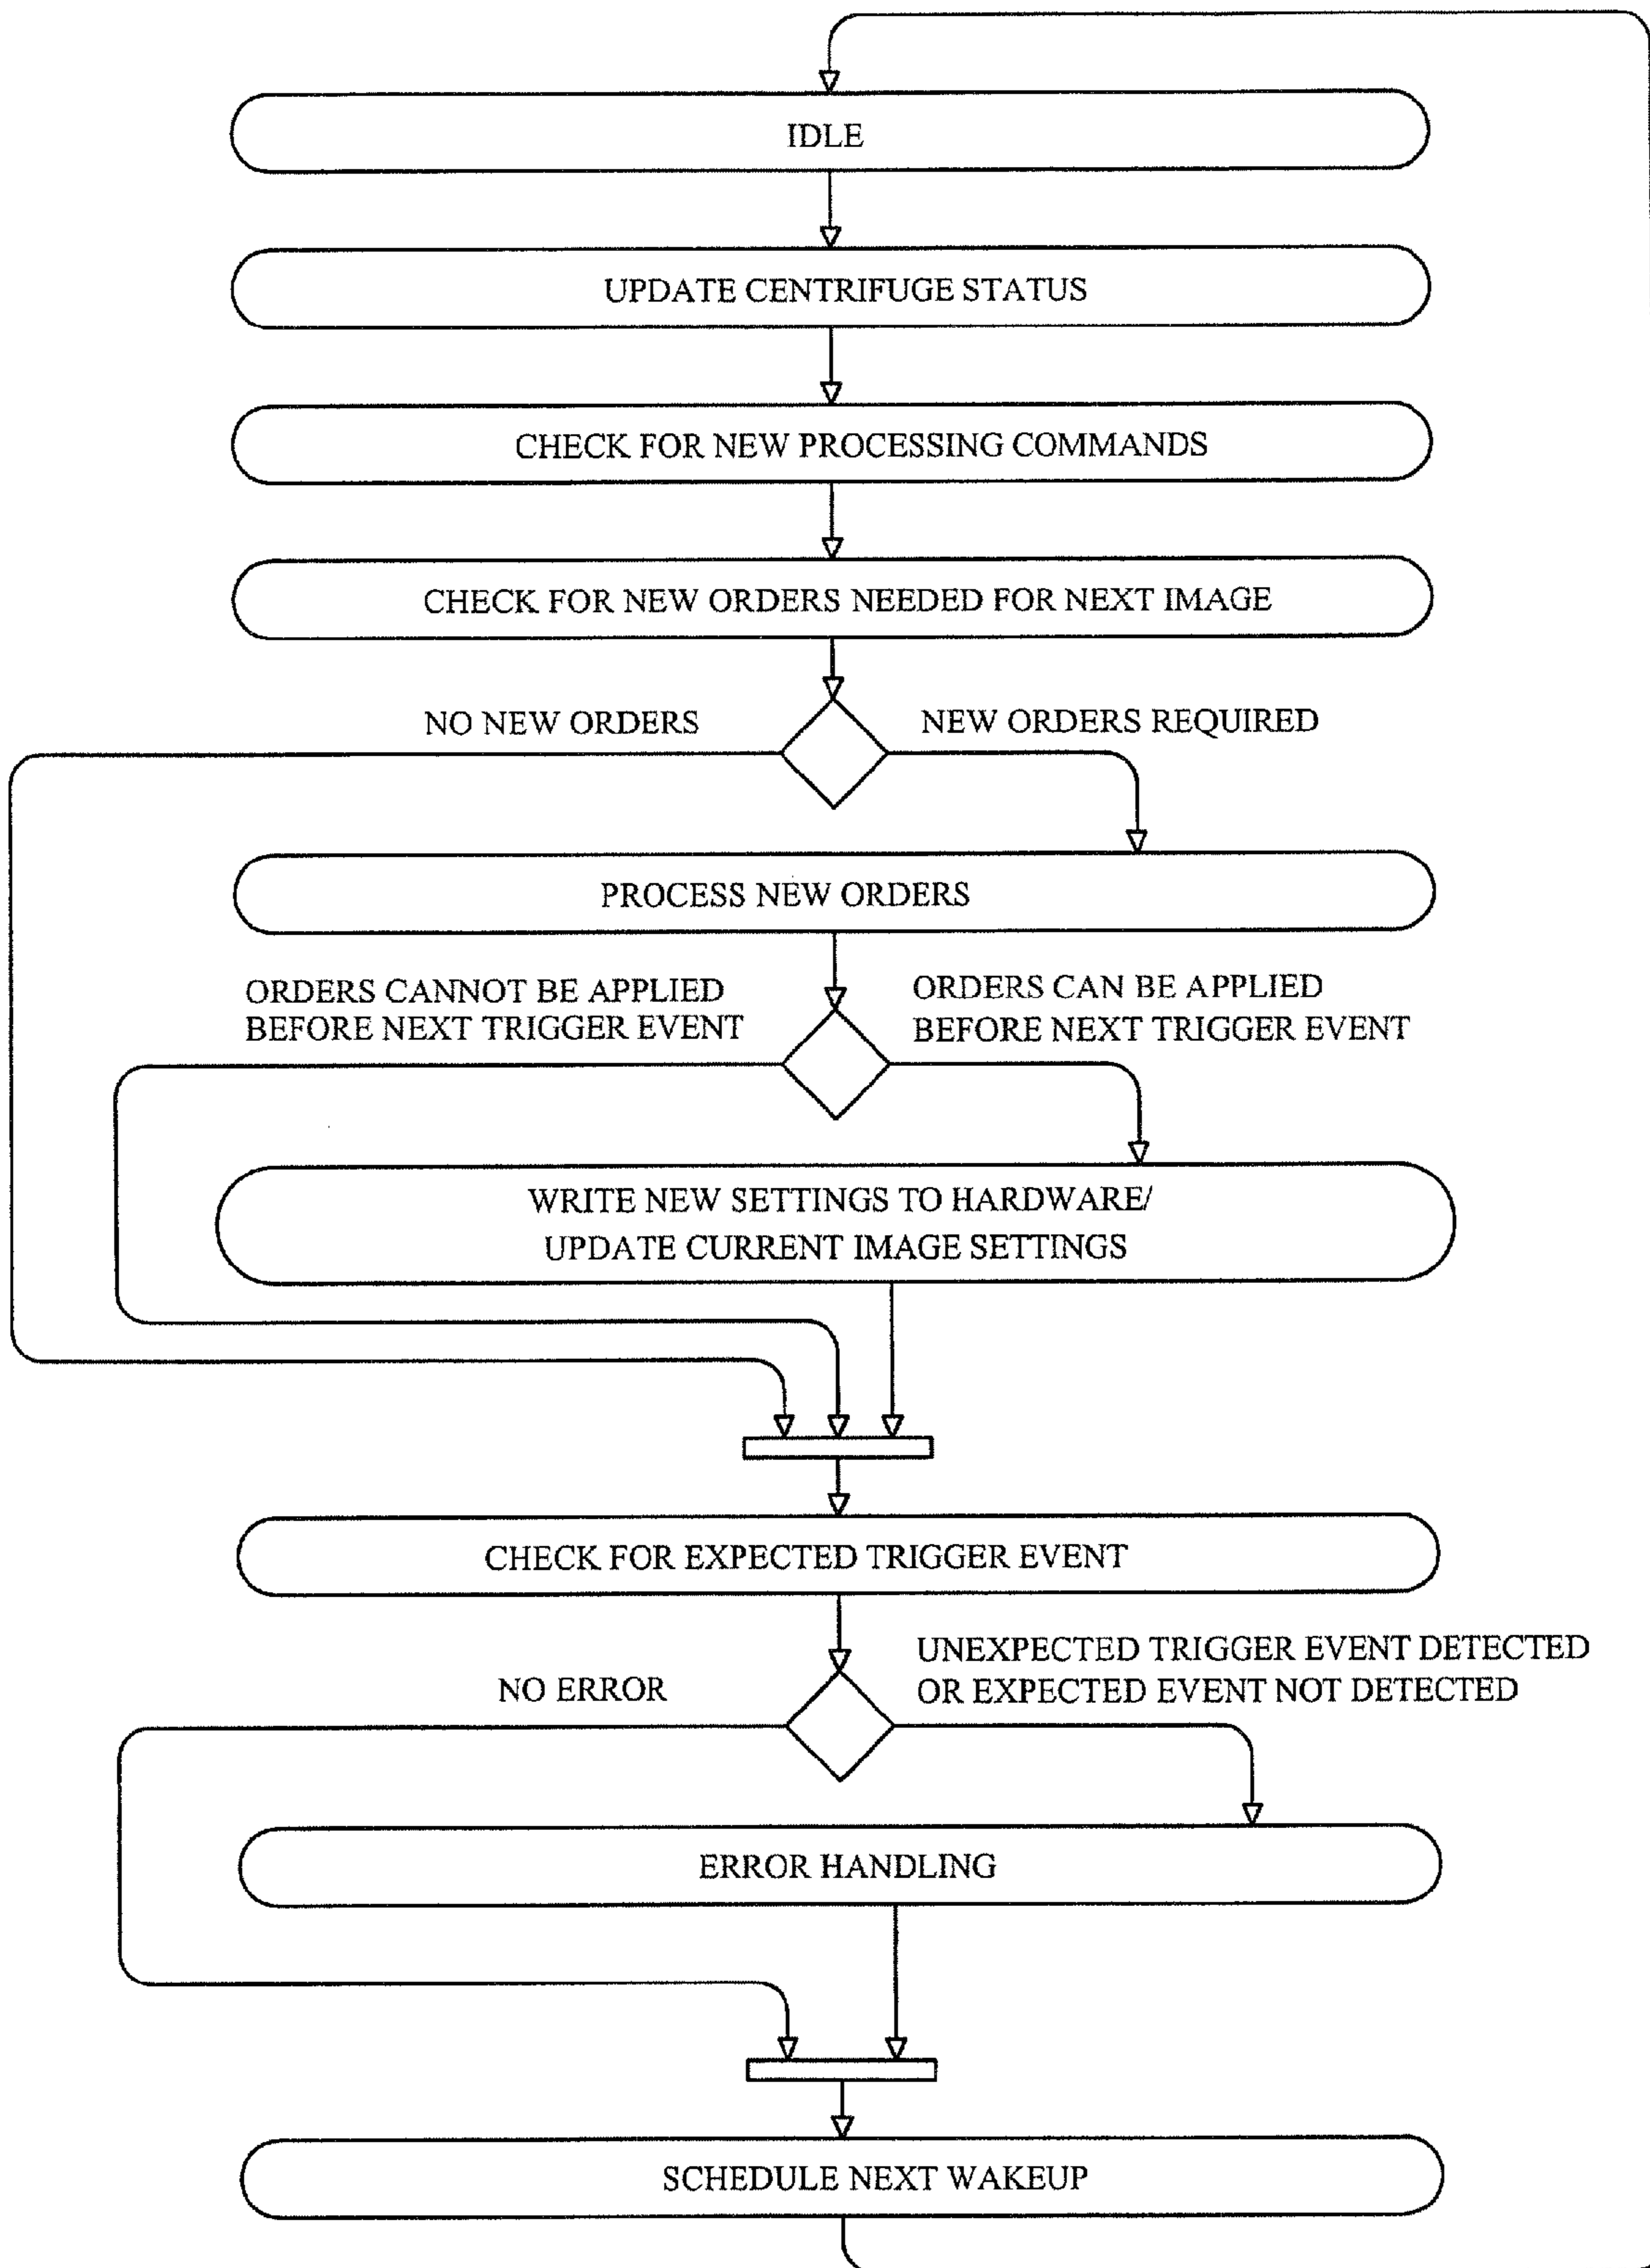 IDLE
UPDATE CENTRIFUGE STATUS
CHECK FOR NEW PROCESSING COMMANDS
CHECK FOR NEW ORDERS NEEDED FOR NEXT IMAGE
NO NEW ORDERS
NEW ORDERS REQUIRED
PROCESS NEW ORDERS
ORDERS CANNOT BE APPLIED
BEFORE NEXT TRIGGER EVENT
ORDERS CAN BE APPLIED
BEFORE NEXT TRIGGER EVENT
WRITE NEW SETTINGS TO HARDWARE/
UPDATE CURRENT IMAGE SETTINGS
CHECK FOR EXPECTED TRIGGER EVENT
NO ERROR
UNEXPECTED TRIGGER EVENT DETECTED
OR EXPECTED EVENT NOT DETECTED
ERROR HANDLING
SCHEDULE NEXT WAKEUP